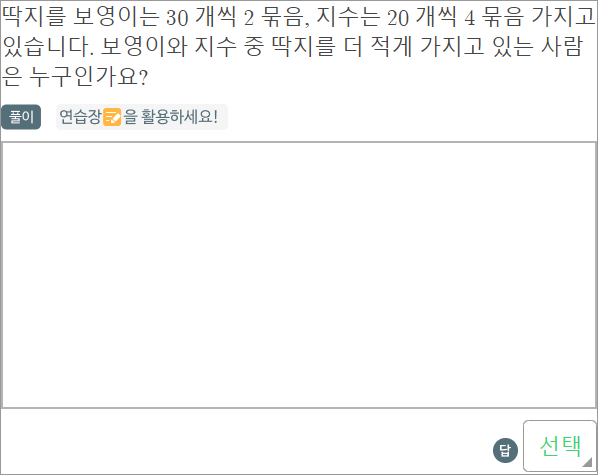 딱지를 보영이는 30 개씩 2 묶음, 지수는 20 개씩 4 묶음 가지고
있습니다. 보영이와 지수 중 딱지를 더 적게 가지고 있는 사람
은 누구인가요?
풀이 연습장을 활용하세요!
답 선택